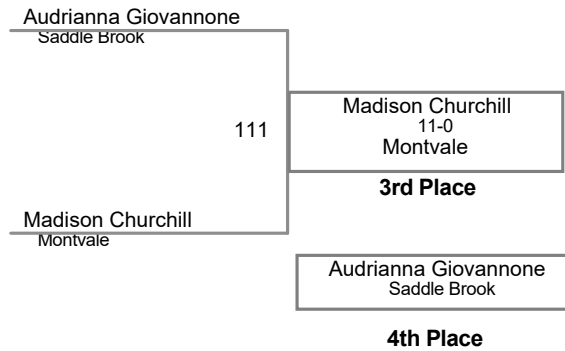 Audrianna Giovannone
Saddle Brook
111
Madison Churchill
11-0
Montvale
3rd Place
Madison Churchill
Montvale
Audrianna Giovannone
Saddle Brook
4th Place